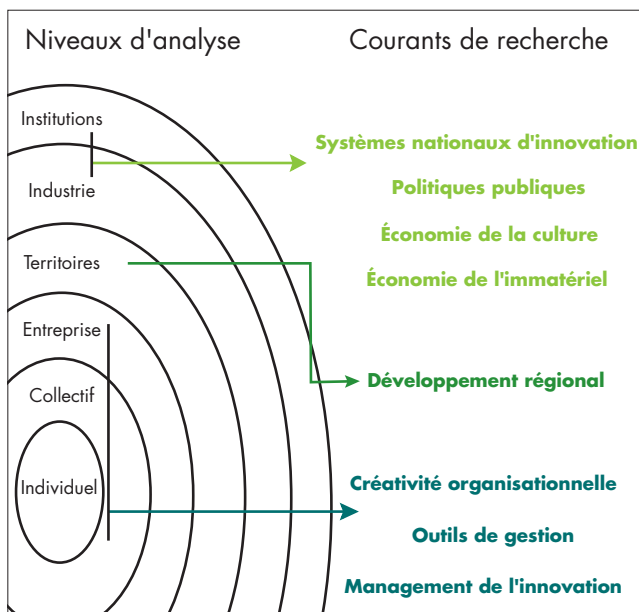 Niveaux d'analyse
Courants de recherche
Institutions
Industrie
Territoires
Entreprise
Collectif
Individuel
Systèmes nationaux d'innovation
Politiques publiques
Économie de la culture
Économie de l'immatériel
Développement régional
Créativité organisationnelle
Outils de gestion
Management de l'innovation